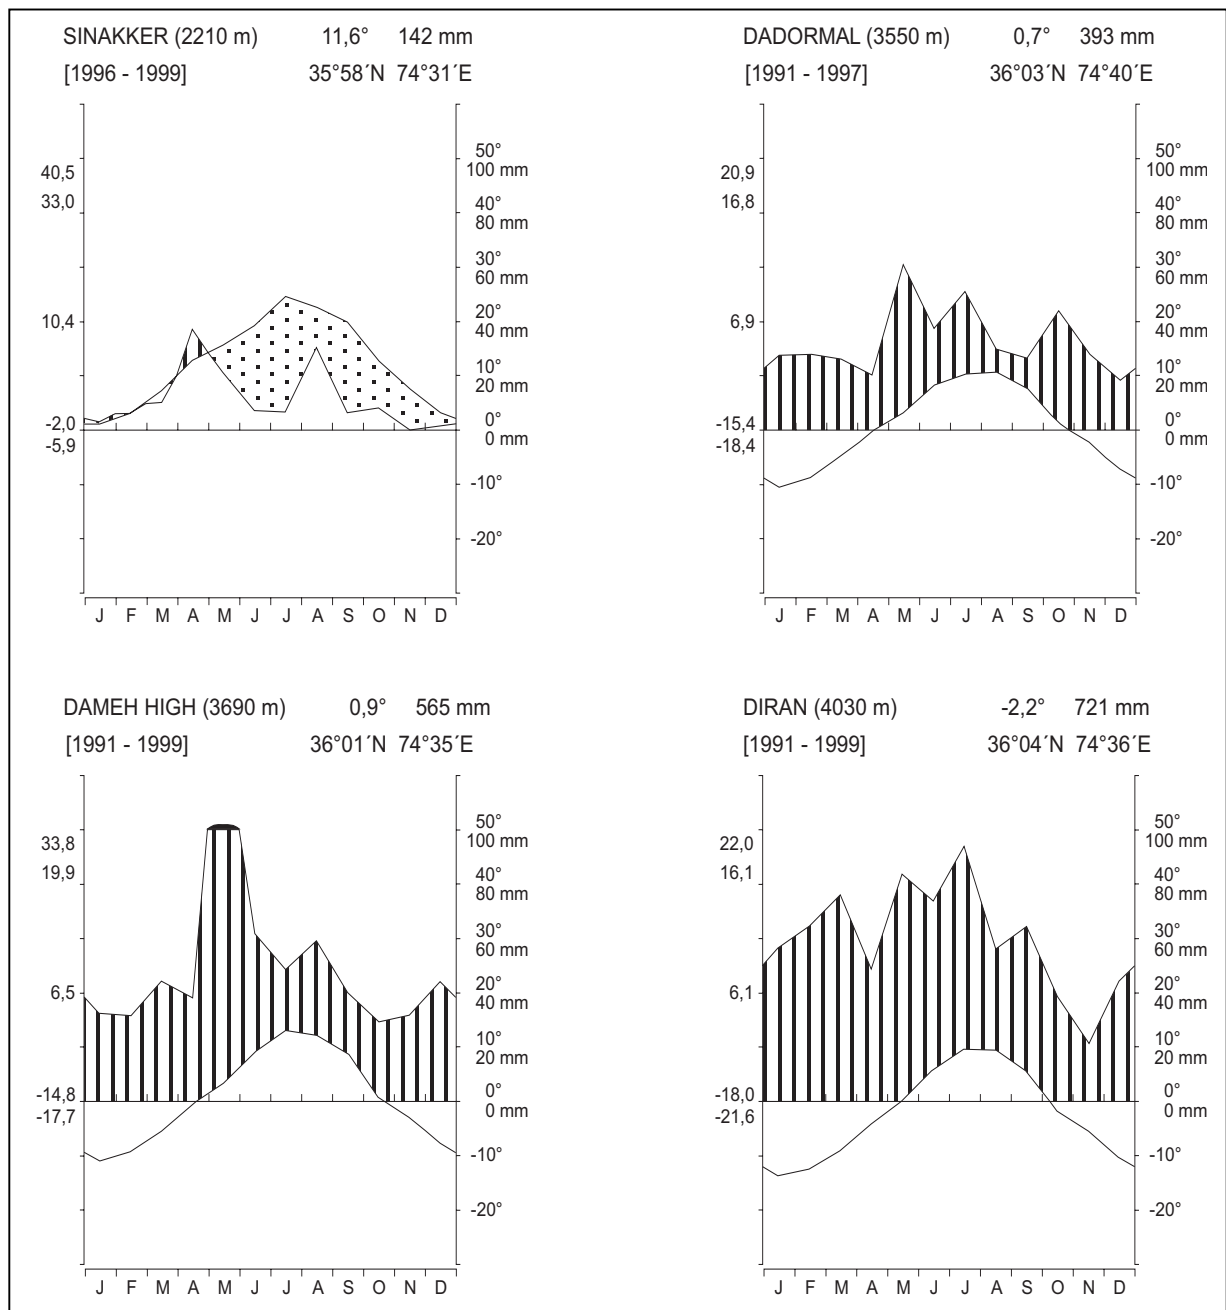 SINAKKER (2210 m) 11,6° 142 mm
[1996 - 1999] 35°58´N 74°31´E
50°
100 mm
40,5
33,0
40°
80 mm
30°
60 mm
10,4
20°
40 mm
10°
20 mm
-2,0
-5,9
0°
0 mm
-10°
-20°
J F M A M J J A S O N D
DADORMAL (3550 m) 0,7° 393 mm
[1991 - 1997] 36°03´N 74°40´E
50°
100 mm
20,9
16,8
40°
80 mm
30°
60 mm
6,9
20°
40 mm
10°
20 mm
-15,4
-18,4
0°
0 mm
-10°
-20°
J F M A M J J A S O N D
DAMEH HIGH (3690 m) 0,9° 565 mm
[1991 - 1999] 36°01´N 74°35´E
50°
100 mm
33,8
19,9
40°
80 mm
30°
60 mm
6,5
20°
40 mm
10°
20 mm
-14,8
-17,7
0°
0 mm
-10°
-20°
J F M A M J J A S O N D
DIRAN (4030 m) -2,2° 721 mm
[1991 - 1999] 36°04´N 74°36´E
50°
100 mm
22,0
16,1
40°
80 mm
30°
60 mm
6,1
20°
40 mm
10°
20 mm
-18,0
-21,6
0°
0 mm
-10°
-20°
J F M A M J J A S O N D